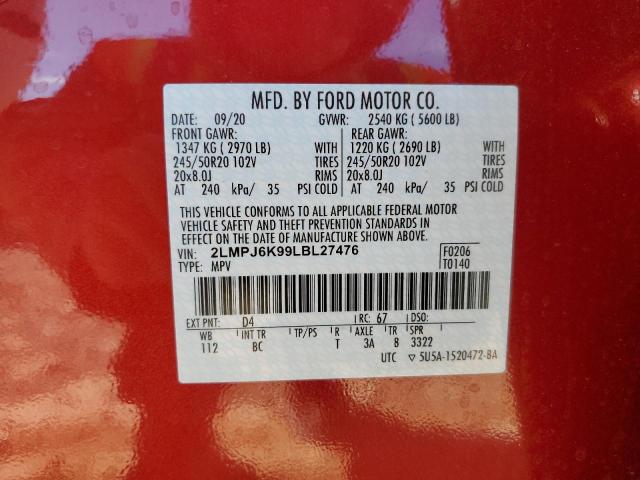 MFD. BY FORD MOTOR CO.
DATE: 09/20 GVWR: 2540 KG ( 5600 LB)
FRONT GAWR: REAR GAWR:
1347 KG ( 2970 LB) WITH 1220 KG ( 2690 LB) WITH
245/50R20 102V TIRES 245/50R20 102V TIRES
20x8.0J RIMS 20x8.0J RIMS
AT 240 kPa/ 35 PSI COLD AT 240 kPa/ 35 PSI COLD
THIS VEHICLE CONFORMS TO ALL APPLICABLE FEDERAL MOTOR
VEHICLE SAFETY AND THEFT PREVENTION STANDARDS IN
EFFECT ON THE DATE OF MANUFACTURE SHOWN ABOVE.
VIN: 2LMPJ6K99LBL27476 F0206
TYPE: MPV T0140
EXT PNT: D4 RC: 67 DSO:
WB INT TR TP/PS R AXLE TR SPR
112 BC T 3A 8 3322
UTC ▽ 5U5A-1520472-BA